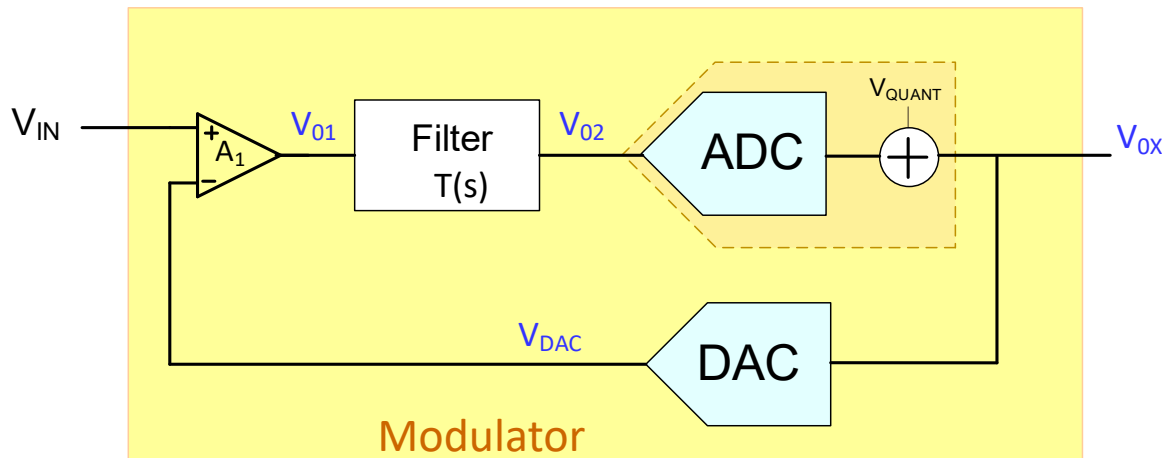 V_QUANT
V_IN
+
A_1
−
V_01
Filter
T(s)
V_02
ADC
+
V_0X
V_DAC
DAC
Modulator